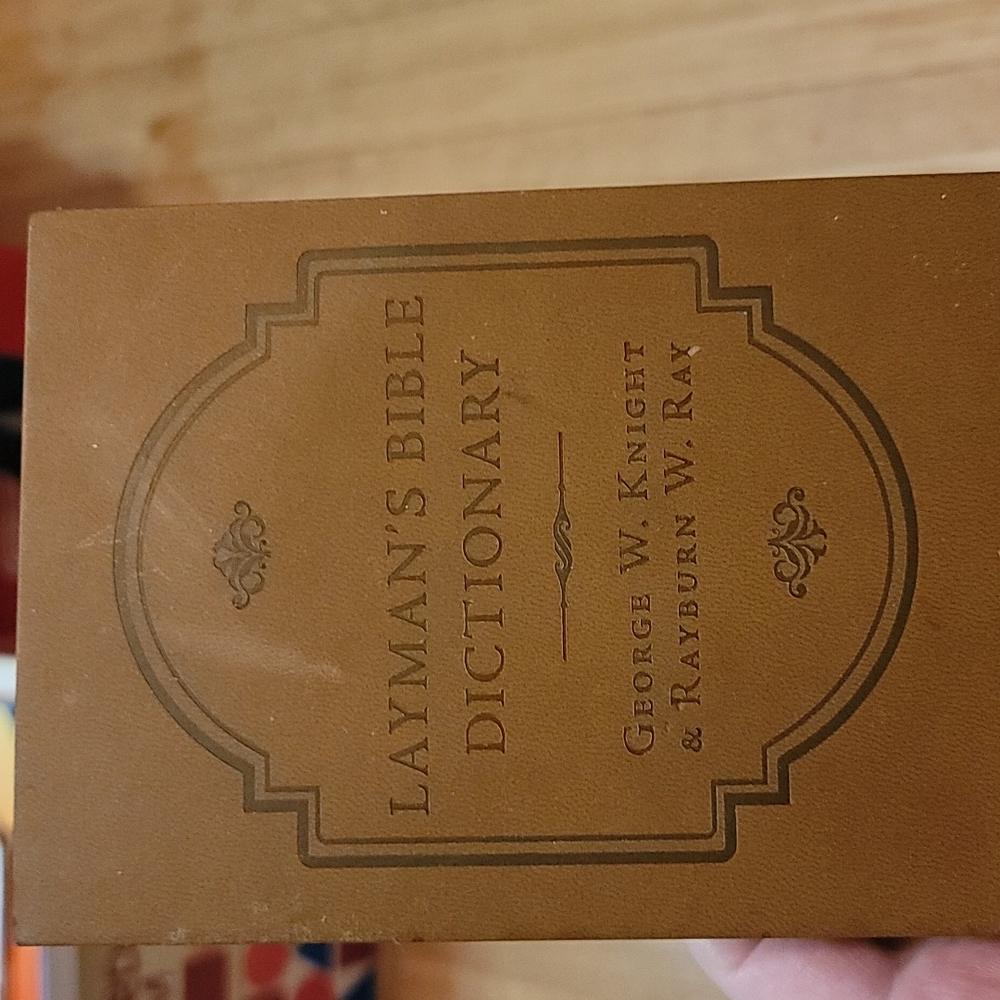 LAYMAN'S BIBLE
DICTIONARY
GEORGE W. KNIGHT
& RAYBURN W. RAY